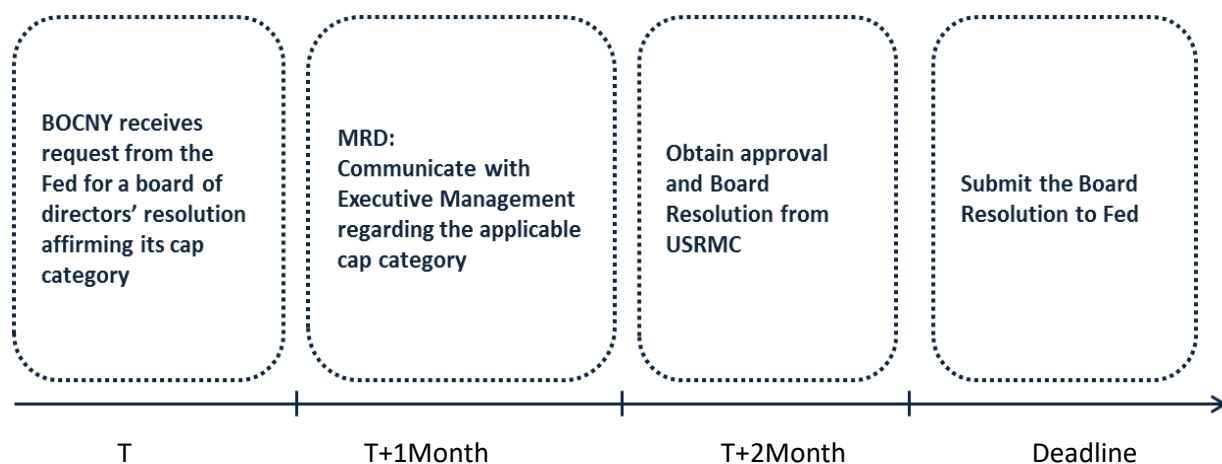 BOCNY receives
request from the
Fed for a board of
directors’ resolution
affirming its cap
category
MRD:
Communicate with
Executive Management
regarding the applicable
cap category
Obtain approval
and Board
Resolution from
USRMC
Submit the Board
Resolution to Fed
T
T+1Month
T+2Month
Deadline